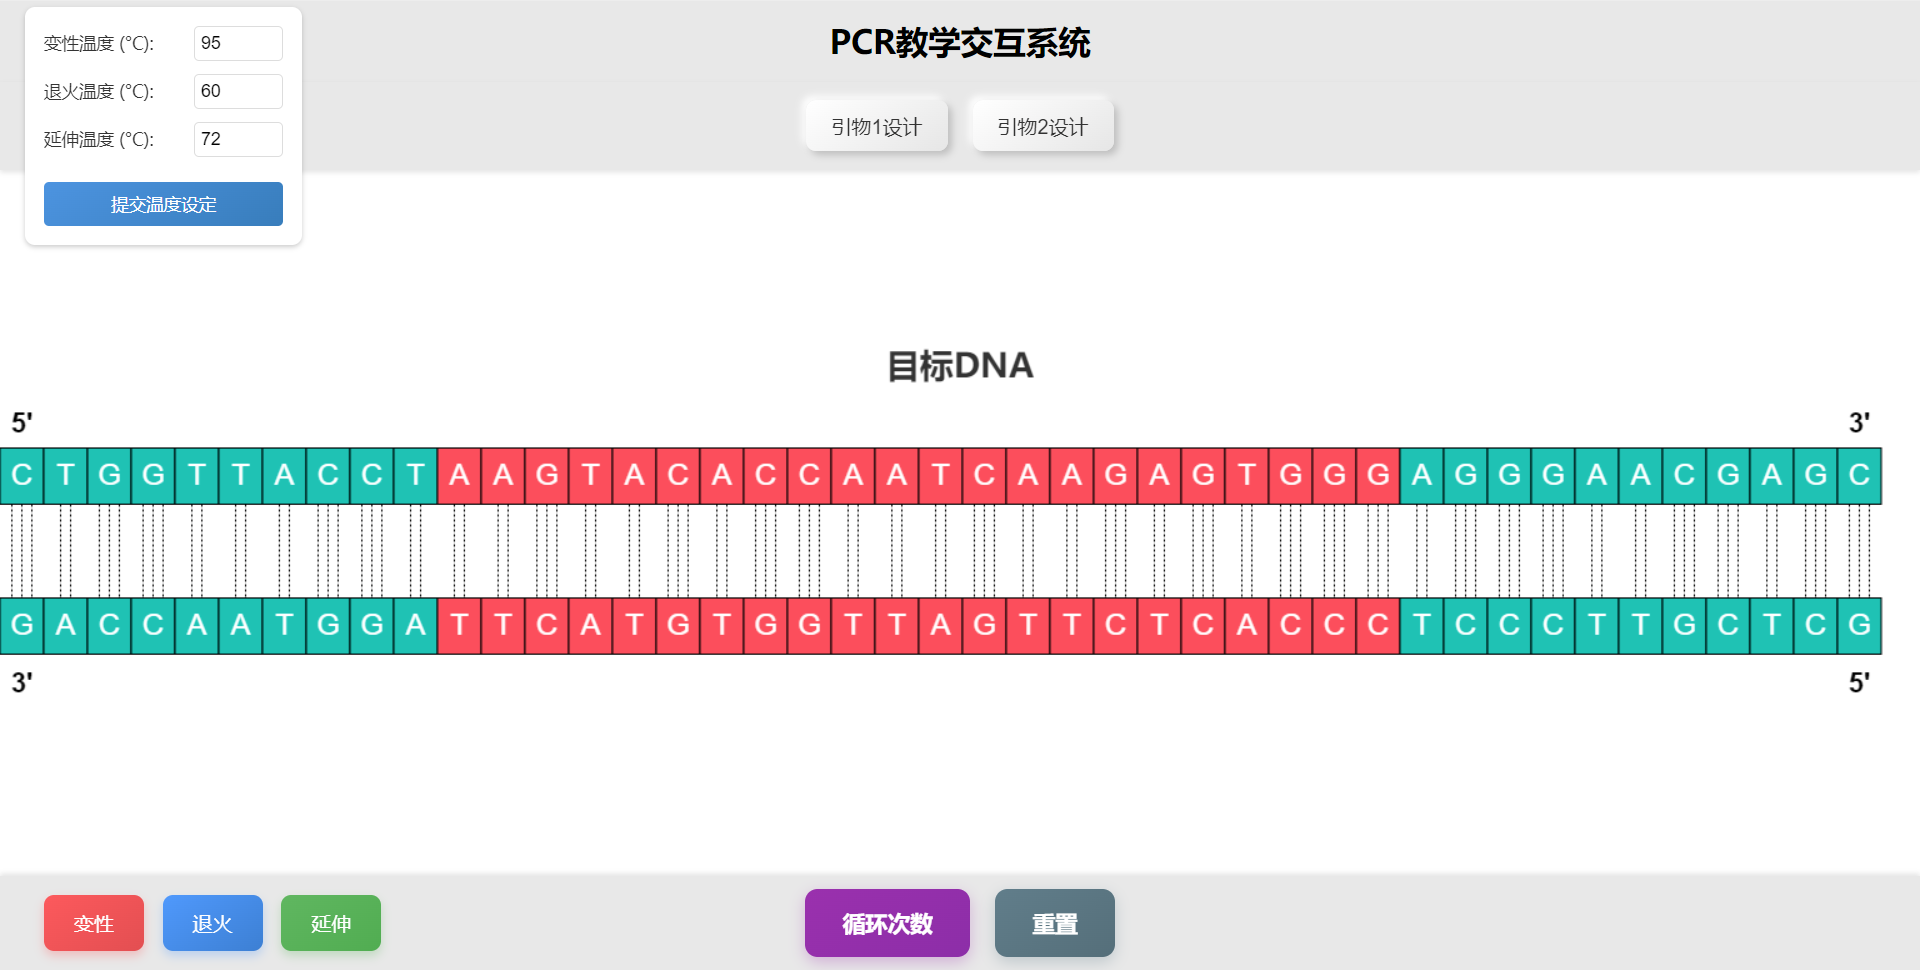 PCR教学交互系统
变性温度 (°C): 95
退火温度 (°C): 60
延伸温度 (°C): 72
提交温度设定
引物1设计 引物2设计
目标DNA
5' 3'
C T G G T T A C C T A A G T A C A C C A A T C A A G A G T G G G A G G G A A C G A G C
G A C C A A T G G A T T C A T G T G G T T A G T T C T C A C C C T C C C T T G C T C G
3' 5'
变性 退火 延伸 循环次数 重置